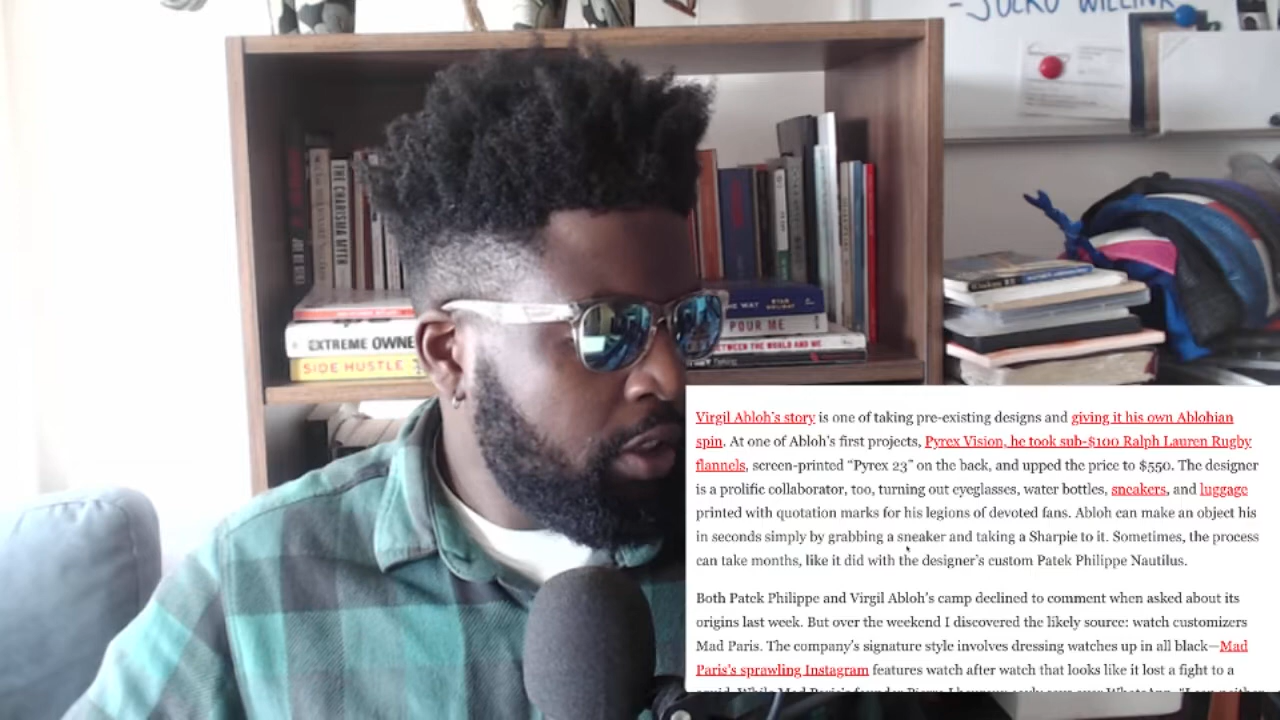 -JOCKO WILLINK
THE CHARISMA MYTH
EXTREME OWNE
SIDE HUSTLE
THE WAY RYAN HOLIDAY
POUR ME
BETWEEN THE WORLD AND ME
Virgil Abloh's story is one of taking pre-existing designs and giving it his own Ablohian
spin. At one of Abloh's first projects, Pyrex Vision, he took sub-$100 Ralph Lauren Rugby
flannels, screen-printed “Pyrex 23” on the back, and upped the price to $550. The designer
is a prolific collaborator, too, turning out eyeglasses, water bottles, sneakers, and luggage
printed with quotation marks for his legions of devoted fans. Abloh can make an object his
in seconds simply by grabbing a sneaker and taking a Sharpie to it. Sometimes, the process
can take months, like it did with the designer's custom Patek Philippe Nautilus.
Both Patek Philippe and Virgil Abloh's camp declined to comment when asked about its
origins last week. But over the weekend I discovered the likely source: watch customizers
Mad Paris. The company's signature style involves dressing watches up in all black—Mad
Paris's sprawling Instagram features watch after watch that looks like it lost a fight to a